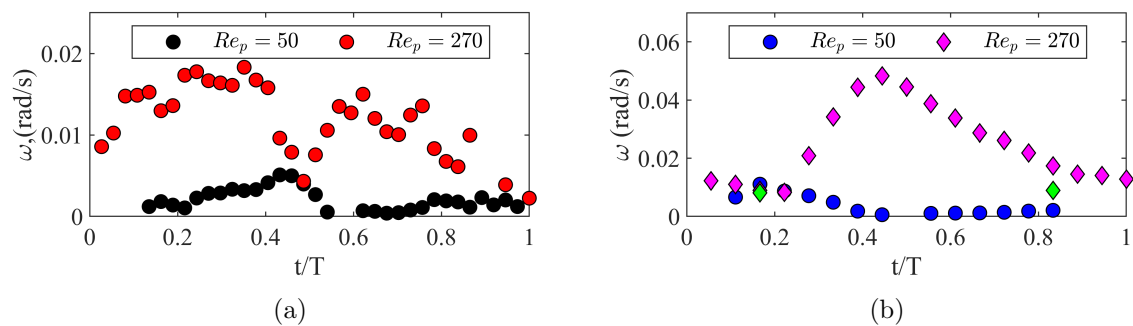 Re_p = 50 Re_p = 270
0.02
0.01
0
ω,(rad/s)
0 0.2 0.4 0.6 0.8 1
t/T
(a)
Re_p = 50 Re_p = 270
0.06
0.04
0.02
0
ω (rad/s)
0 0.2 0.4 0.6 0.8 1
t/T
(b)